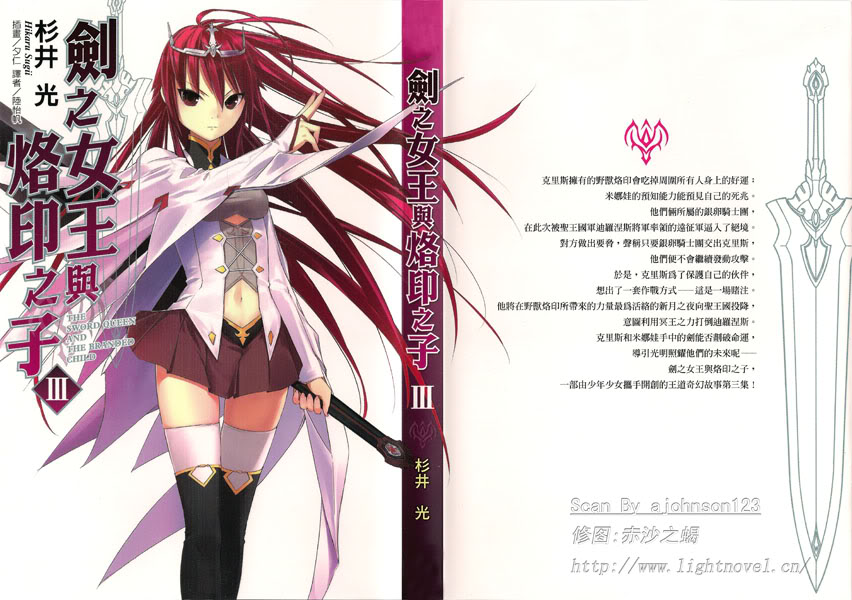 劍之女王與
烙印之子
III
杉井 光
Hikaru Sugii
插畫／夕仁 譯者／陸怡帆
THE
SWORD QUEEN
AND
THE BRANDED
CHILD
劍之女王與烙印之子
III
杉井 光
克里斯擁有的野獸烙印會吃掉周圍所有人身上的好運；
米娜娃的預知能力能預見自己的死兆。
他們倆所屬的銀卵騎士團，
在此次被聖王國軍迪羅涅斯將軍率領的遠征軍逼入了絕境。
對方做出要脅，聲稱只要銀卵騎士團交出克里斯，
他們便不會繼續發動攻擊。
於是，克里斯為了保護自己的伙伴，
想出了一套作戰方式——這是一場賭注。
他將在野獸烙印所帶來的力量最為活絡的新月之夜向聖王國投降，
意圖利用冥王之力打倒迪羅涅斯。
克里斯和米娜娃手中的劍能否劃破命運，
導引光明照耀他們的未來呢——
劍之女王與烙印之子，
一部由少年少女攜手開創的王道奇幻故事第三集！
Scan By ajohnson123
修图:赤沙之蝎
http://www.lightnovel.cn/